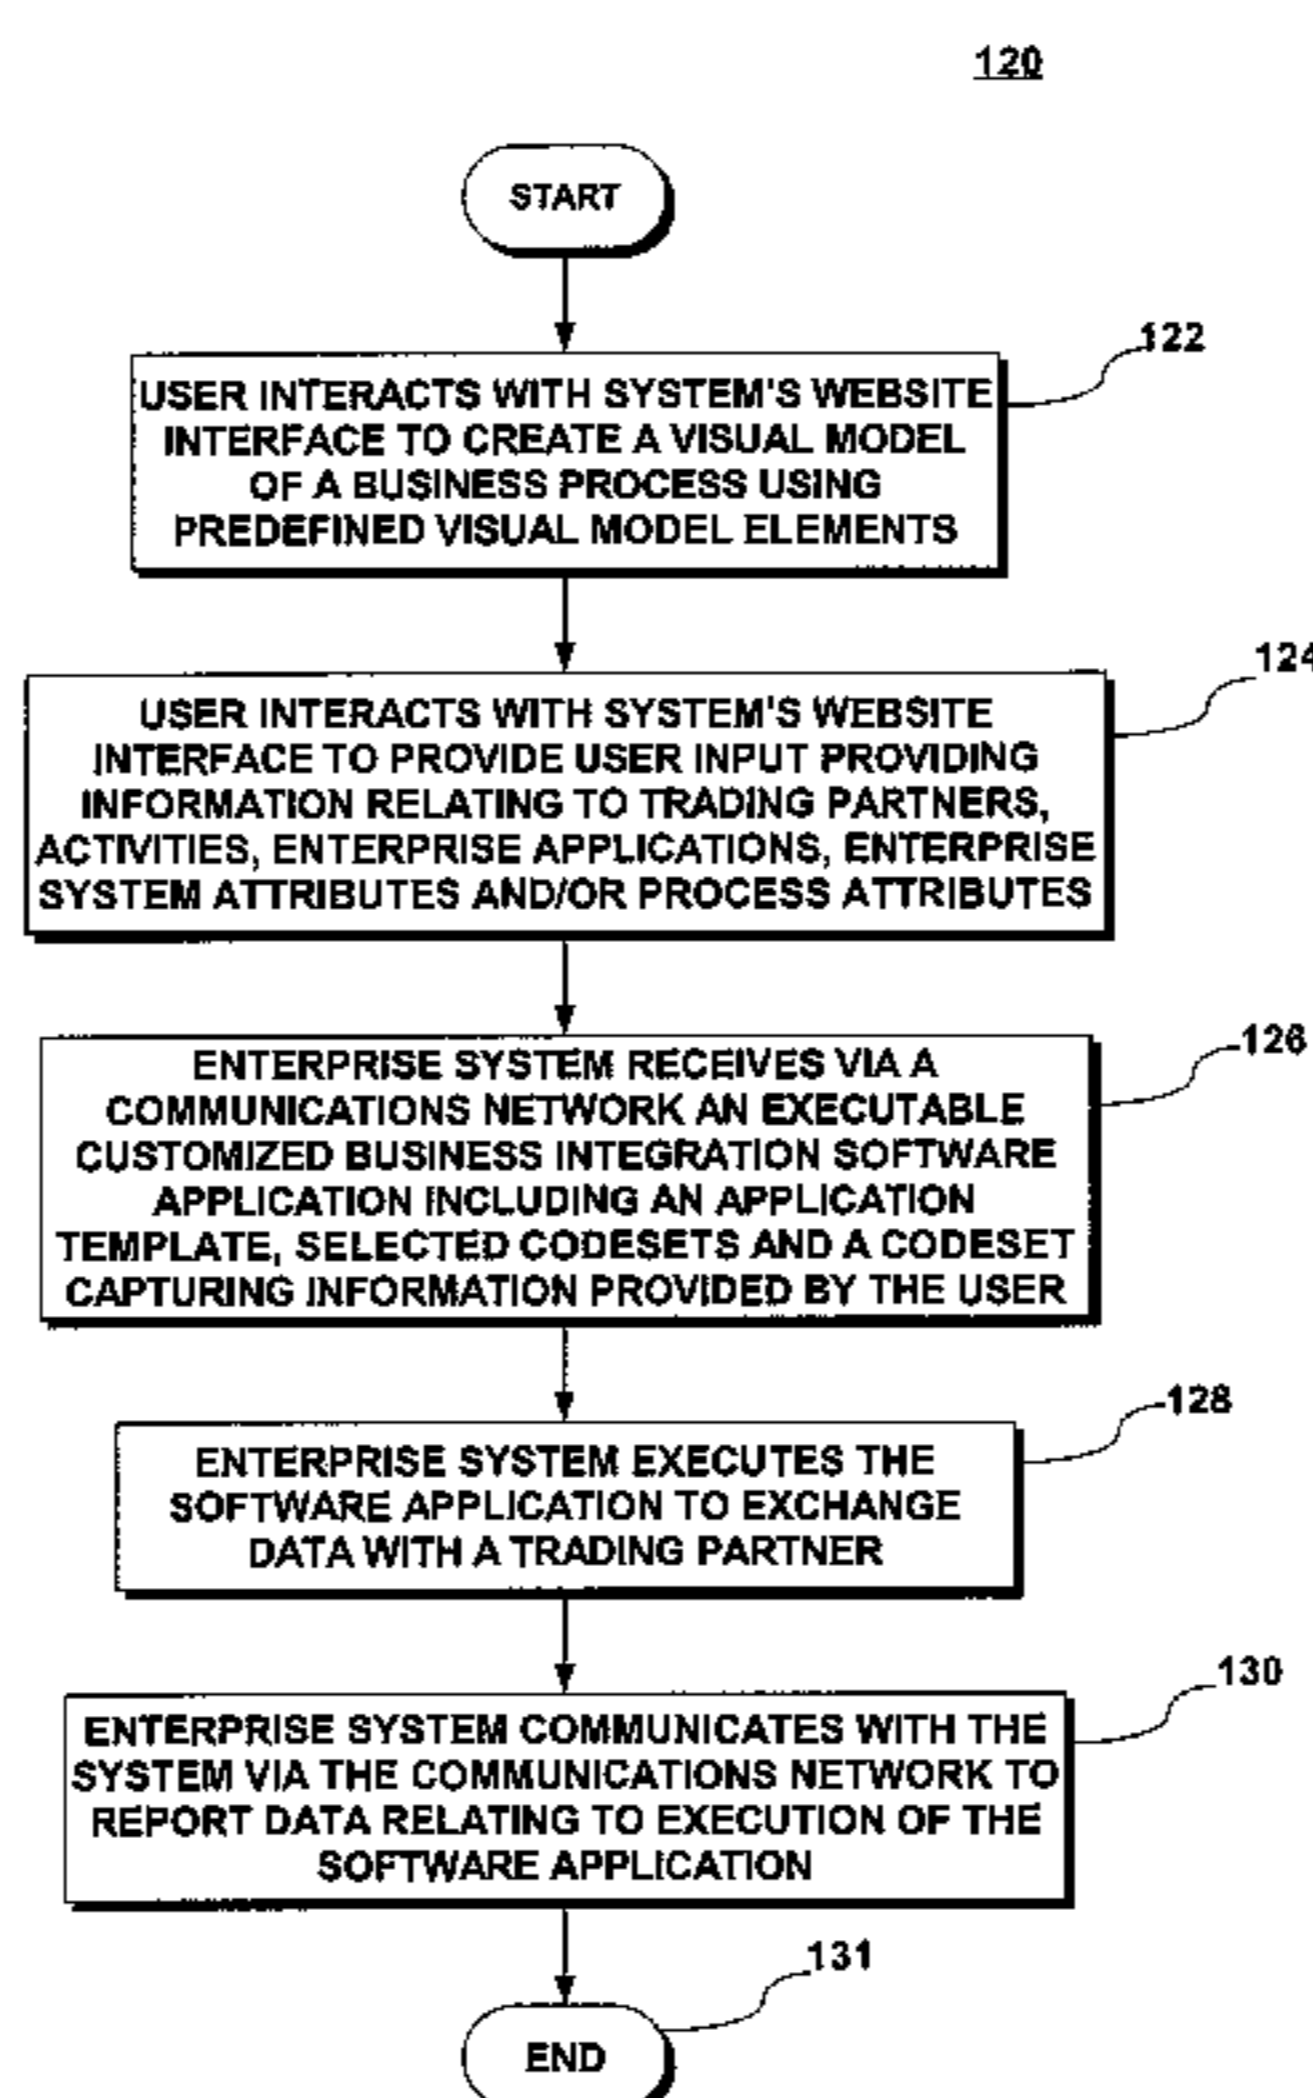 120
START
122
USER INTERACTS WITH SYSTEM'S WEBSITE
INTERFACE TO CREATE A VISUAL MODEL
OF A BUSINESS PROCESS USING
PREDEFINED VISUAL MODEL ELEMENTS
124
USER INTERACTS WITH SYSTEM'S WEBSITE
INTERFACE TO PROVIDE USER INPUT PROVIDING
INFORMATION RELATING TO TRADING PARTNERS,
ACTIVITIES, ENTERPRISE APPLICATIONS, ENTERPRISE
SYSTEM ATTRIBUTES AND/OR PROCESS ATTRIBUTES
126
ENTERPRISE SYSTEM RECEIVES VIA A
COMMUNICATIONS NETWORK AN EXECUTABLE
CUSTOMIZED BUSINESS INTEGRATION SOFTWARE
APPLICATION INCLUDING AN APPLICATION
TEMPLATE, SELECTED CODESETS AND A CODESET
CAPTURING INFORMATION PROVIDED BY THE USER
128
ENTERPRISE SYSTEM EXECUTES THE
SOFTWARE APPLICATION TO EXCHANGE
DATA WITH A TRADING PARTNER
130
ENTERPRISE SYSTEM COMMUNICATES WITH THE
SYSTEM VIA THE COMMUNICATIONS NETWORK TO
REPORT DATA RELATING TO EXECUTION OF THE
SOFTWARE APPLICATION
131
END